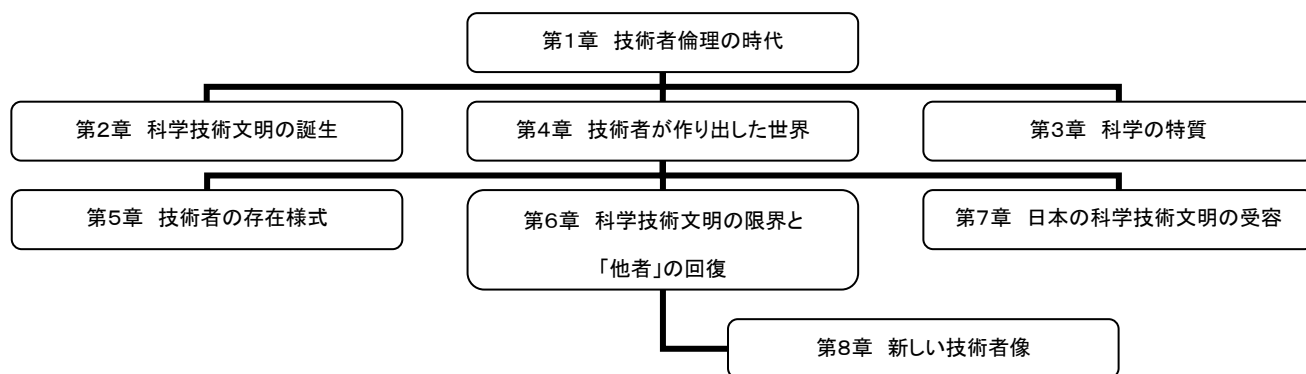 第1章 技術者倫理の時代
第2章 科学技術文明の誕生
第4章 技術者が作り出した世界
第3章 科学の特質
第5章 技術者の存在様式
第6章 科学技術文明の限界と
「他者」の回復
第7章 日本の科学技術文明の受容
第8章 新しい技術者像